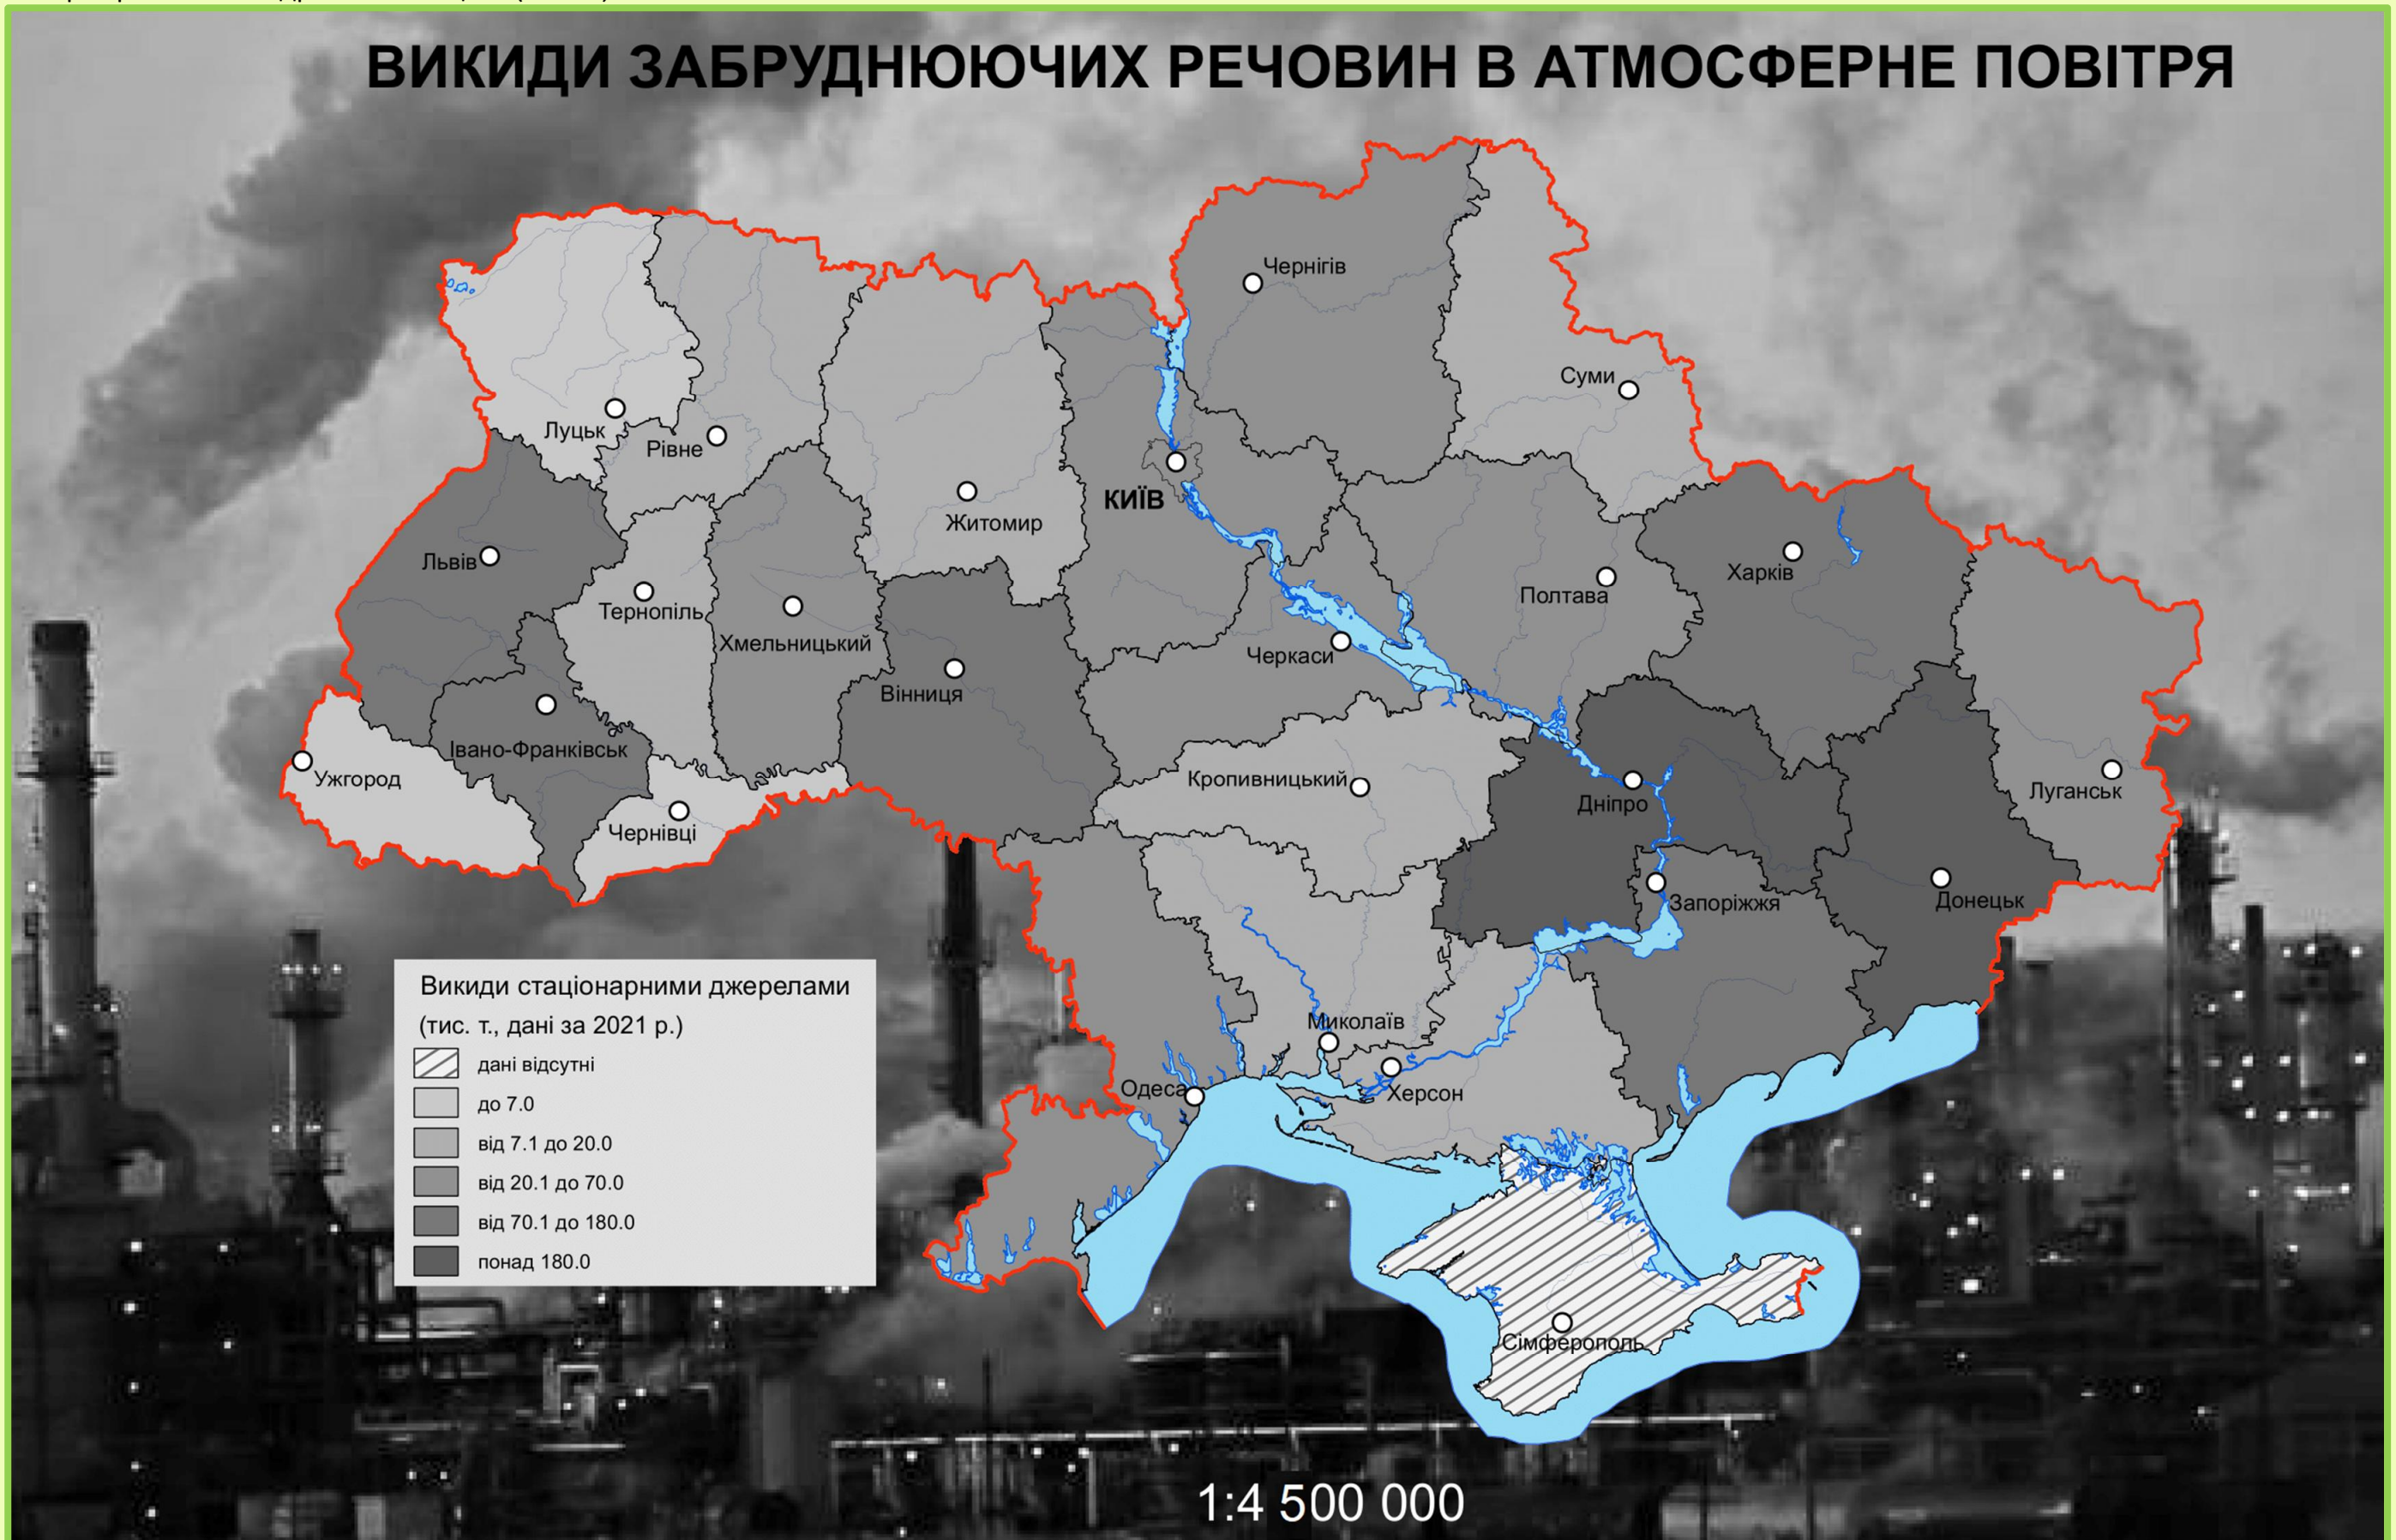 ВИКИДИ ЗАБРУДНЮЮЧИХ РЕЧОВИН В АТМОСФЕРНЕ ПОВІТРЯ
Чернігів
Суми
Луцьк
Рівне
КИЇВ
Житомир
Львів
Харків
Полтава
Тернопіль
Хмельницький
Черкаси
Вінниця
Івано-Франківськ
Ужгород
Кропивницький
Луганськ
Дніпро
Чернівці
Запоріжжя
Донецьк
Миколаїв
Одеса
Херсон
Сімферополь
Викиди стаціонарними джерелами
(тис. т., дані за 2021 р.)
дані відсутні
до 7.0
від 7.1 до 20.0
від 20.1 до 70.0
від 70.1 до 180.0
понад 180.0
1:4 500 000